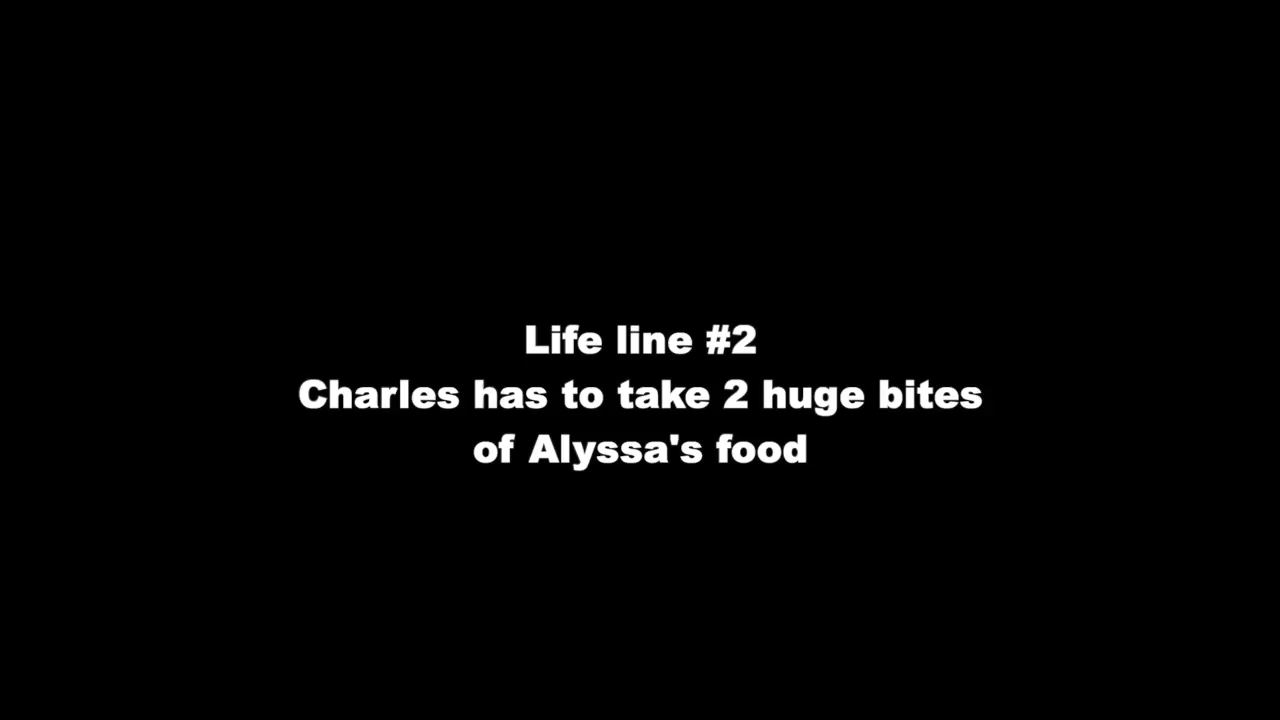 Life line #2
Charles has to take 2 huge bites
of Alyssa's food